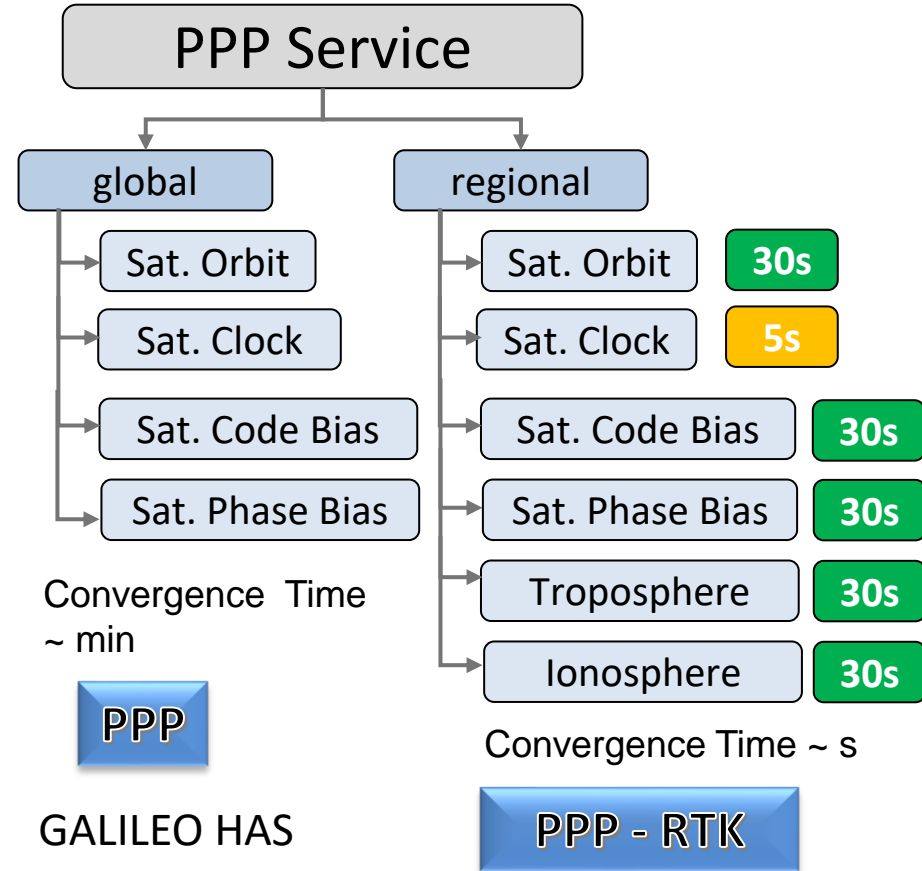 PPP Service
global
Sat. Orbit
Sat. Clock
Sat. Code Bias
Sat. Phase Bias
Convergence Time
~ min
PPP
GALILEO HAS
regional
Sat. Orbit 30s
Sat. Clock 5s
Sat. Code Bias 30s
Sat. Phase Bias 30s
Troposphere 30s
Ionosphere 30s
Convergence Time ~ s
PPP - RTK